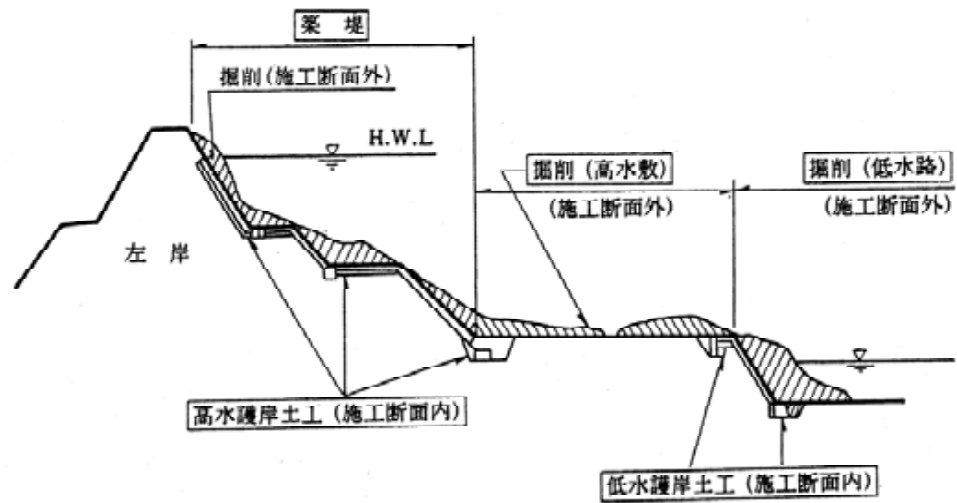 築堤
掘削(施工断面外)
H.W.L
掘削(高水敷)
(施工断面外)
掘削(低水路)
(施工断面外)
左岸
高水護岸土工(施工断面内)
低水護岸土工(施工断面内)